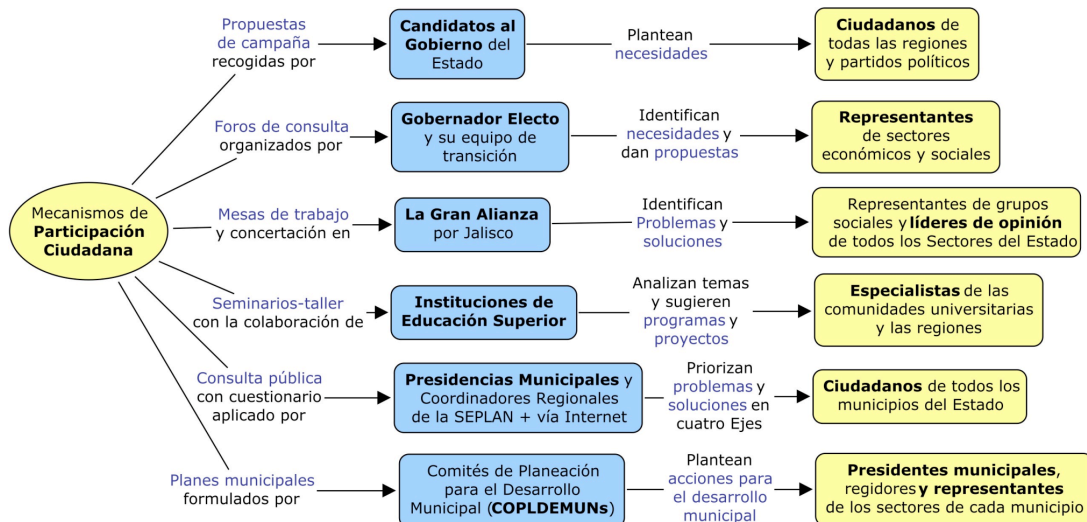 Mecanismos de
Participación
Ciudadana
Propuestas
de campaña
recogidas por
Candidatos al
Gobierno del
Estado
Plantean
necesidades
Ciudadanos de
todas las regiones
y partidos políticos
Foros de consulta
organizados por
Gobernador Electo
y su equipo de
transición
Identifican
necesidades y
dan propuestas
Representantes
de sectores
económicos y sociales
Mesas de trabajo
y concertación en
La Gran Alianza
por Jalisco
Identifican
Problemas y
soluciones
Representantes de grupos
sociales y líderes de opinión
de todos los Sectores del Estado
Seminarios-taller
con la colaboración de
Instituciones de
Educación Superior
Analizan temas
y sugieren
programas y
proyectos
Especialistas de las
comunidades universitarias
y las regiones
Consulta pública
con cuestionario
aplicado por
Presidencias Municipales y
Coordinadores Regionales
de la SEPLAN + vía Internet
Priorizan
problemas y
soluciones en
cuatro Ejes
Ciudadanos de todos los
municipios del Estado
Planes municipales
formulados por
Comités de Planeación
para el Desarrollo
Municipal (COPLDEMUNs)
Plantean
acciones para
el desarrollo
municipal
Presidentes municipales,
regidores y representantes
de los sectores de cada municipio